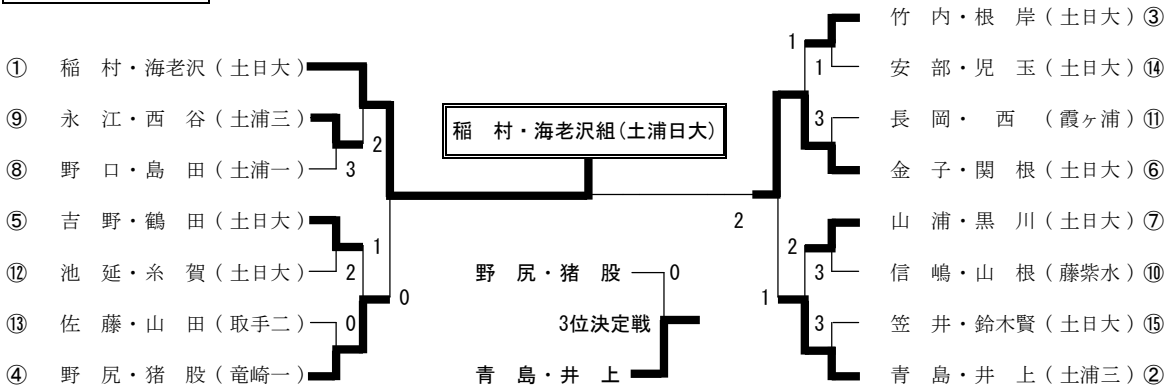 ① 稲 村・海老沢（土日大）
⑨ 永 江・西 谷（土浦三）
⑧ 野 口・島 田（土浦一）
⑤ 吉 野・鶴 田（土日大）
⑫ 池 延・糸 賀（土日大）
⑬ 佐 藤・山 田（取手二）
④ 野 尻・猪 股（竜崎一）
2
3
1
2
0
0
稲 村・海老沢組(土浦日大)
2
野 尻・猪 股
0
3位決定戦
青 島・井 上
1
1
3
2
3
1
3
竹 内・根 岸（土日大）③
安 部・児 玉（土日大）⑭
長 岡・ 西 （霞ヶ浦）⑪
金 子・関 根（土日大）⑥
山 浦・黒 川（土日大）⑦
信 嶋・山 根（藤紫水）⑩
笠 井・鈴木賢（土日大）⑮
青 島・井 上（土浦三）②